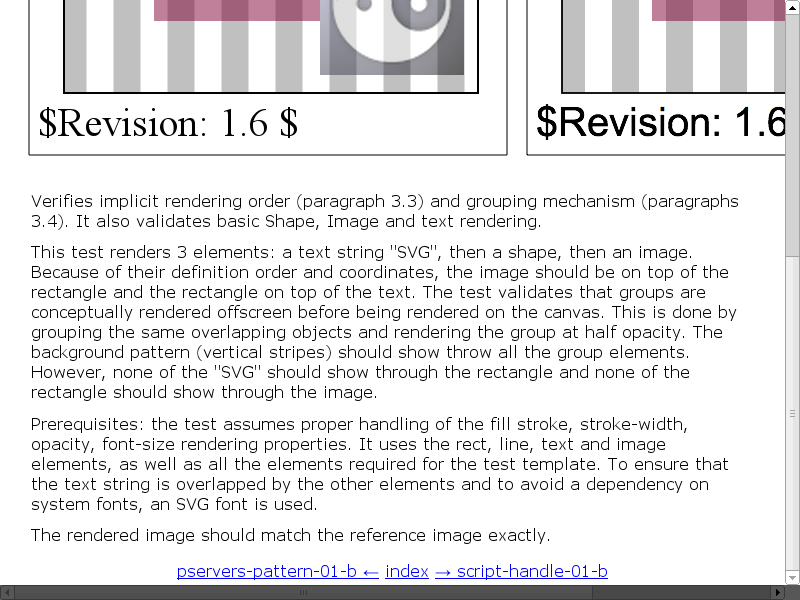 $Revision: 1.6 $
$Revision: 1.6
Verifies implicit rendering order (paragraph 3.3) and grouping mechanism (paragraphs
3.4). It also validates basic Shape, Image and text rendering.
This test renders 3 elements: a text string "SVG", then a shape, then an image.
Because of their definition order and coordinates, the image should be on top of the
rectangle and the rectangle on top of the text. The test validates that groups are
conceptually rendered offscreen before being rendered on the canvas. This is done by
grouping the same overlapping objects and rendering the group at half opacity. The
background pattern (vertical stripes) should show throw all the group elements.
However, none of the "SVG" should show through the rectangle and none of the
rectangle should show through the image.
Prerequisites: the test assumes proper handling of the fill stroke, stroke-width,
opacity, font-size rendering properties. It uses the rect, line, text and image
elements, as well as all the elements required for the test template. To ensure that
the text string is overlapped by the other elements and to avoid a dependency on
system fonts, an SVG font is used.
The rendered image should match the reference image exactly.
pservers-pattern-01-b ← index → script-handle-01-b